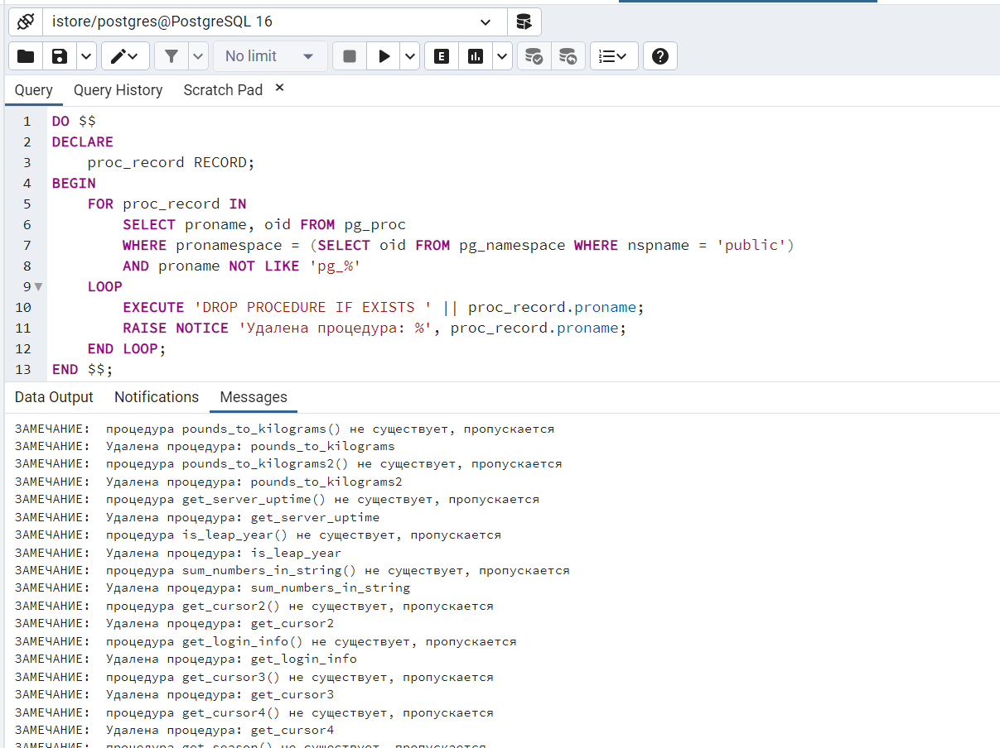 istore/postgres@PostgreSQL 16
No limit
E
Query Query History Scratch Pad ×
1 DO $$
2 DECLARE
3 proc_record RECORD;
4 BEGIN
5 FOR proc_record IN
6 SELECT proname, oid FROM pg_proc
7 WHERE pronamespace = (SELECT oid FROM pg_namespace WHERE nspname = 'public')
8 AND proname NOT LIKE 'pg_%'
9 LOOP
10 EXECUTE 'DROP PROCEDURE IF EXISTS ' || proc_record.proname;
11 RAISE NOTICE 'Удалена процедура: %', proc_record.proname;
12 END LOOP;
13 END $$;
Data Output Notifications Messages
ЗАМЕЧАНИЕ: процедура pounds_to_kilograms() не существует, пропускается
ЗАМЕЧАНИЕ: Удалена процедура: pounds_to_kilograms
ЗАМЕЧАНИЕ: процедура pounds_to_kilograms2() не существует, пропускается
ЗАМЕЧАНИЕ: Удалена процедура: pounds_to_kilograms2
ЗАМЕЧАНИЕ: процедура get_server_uptime() не существует, пропускается
ЗАМЕЧАНИЕ: Удалена процедура: get_server_uptime
ЗАМЕЧАНИЕ: процедура is_leap_year() не существует, пропускается
ЗАМЕЧАНИЕ: Удалена процедура: is_leap_year
ЗАМЕЧАНИЕ: процедура sum_numbers_in_string() не существует, пропускается
ЗАМЕЧАНИЕ: Удалена процедура: sum_numbers_in_string
ЗАМЕЧАНИЕ: процедура get_cursor2() не существует, пропускается
ЗАМЕЧАНИЕ: Удалена процедура: get_cursor2
ЗАМЕЧАНИЕ: процедура get_login_info() не существует, пропускается
ЗАМЕЧАНИЕ: Удалена процедура: get_login_info
ЗАМЕЧАНИЕ: процедура get_cursor3() не существует, пропускается
ЗАМЕЧАНИЕ: Удалена процедура: get_cursor3
ЗАМЕЧАНИЕ: процедура get_cursor4() не существует, пропускается
ЗАМЕЧАНИЕ: Удалена процедура: get_cursor4
ЗАМЕЧАНИЕ: процедура get_season() не существует, пропускается